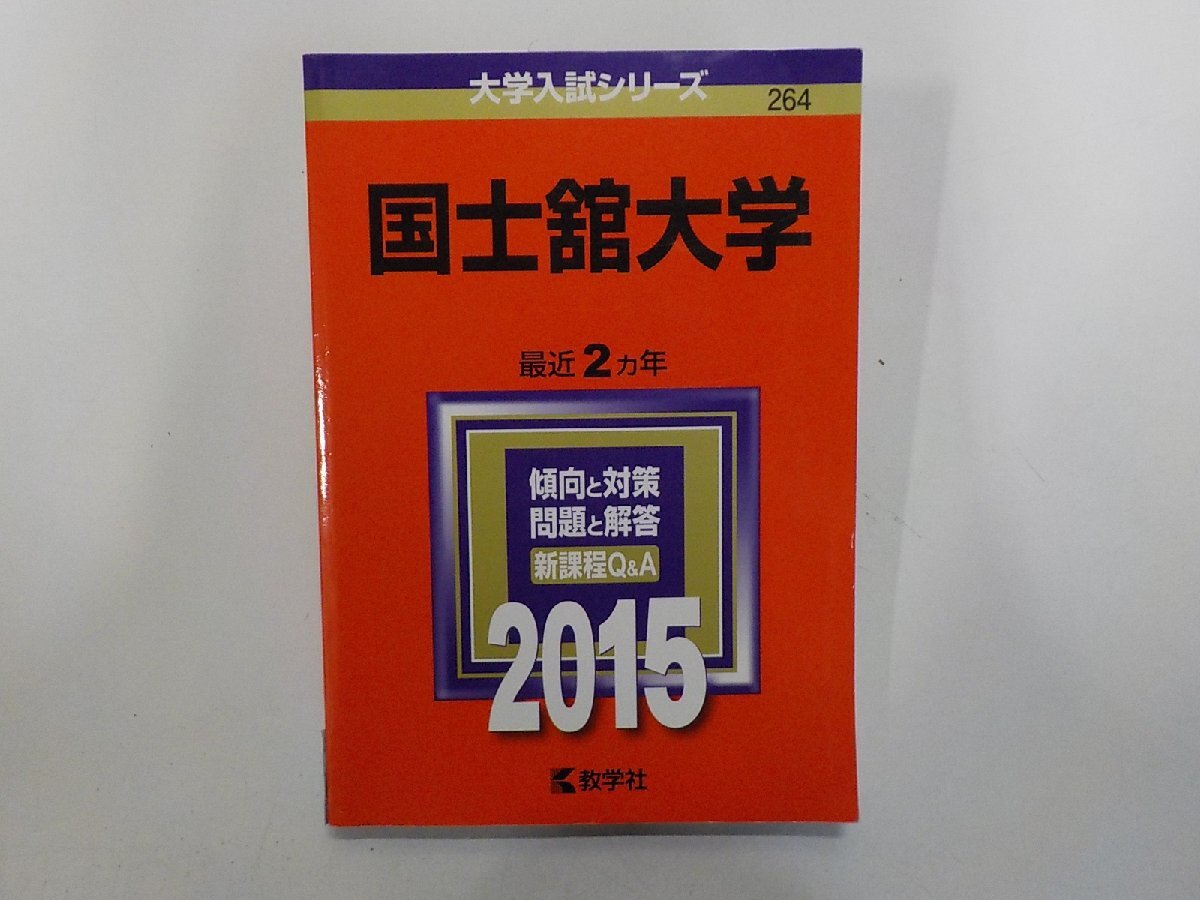 大学入試シリーズ
264
国士舘大学
最近2カ年
傾向と対策
問題と解答
新課程Q&A
2015
教学社